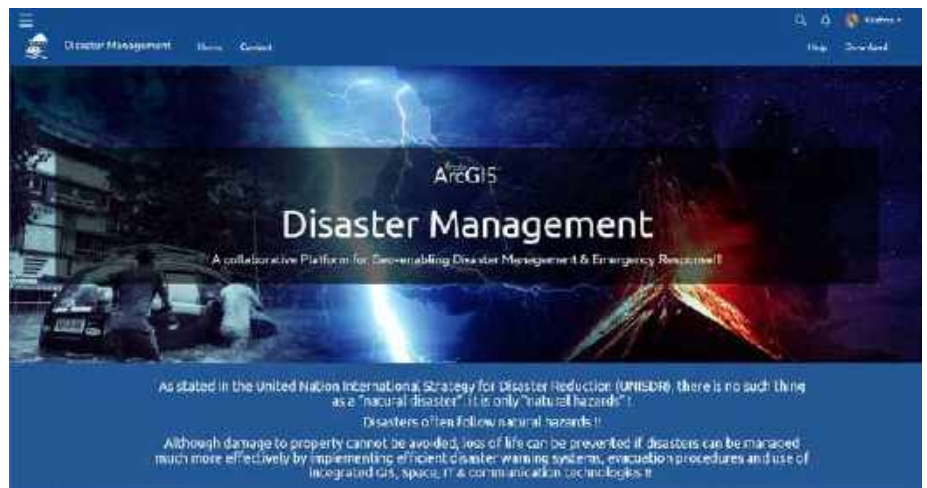 Disaster Management Home Contact
Help Download
ArcGIS
Disaster Management
A collaborative Platform for Geo-enabling Disaster Management & Emergency Response!!
As stated in the United Nation International Strategy for Disaster Reduction (UNISDR), there is no such thing
as a "natural disaster", it is only "natural hazards" !
Disasters often follow natural hazards !!
Although damage to property cannot be avoided, loss of life can be prevented if disasters can be managed
much more effectively by implementing efficient disaster warning systems, evacuation procedures and use of
integrated GIS, space, IT & communication technologies !!